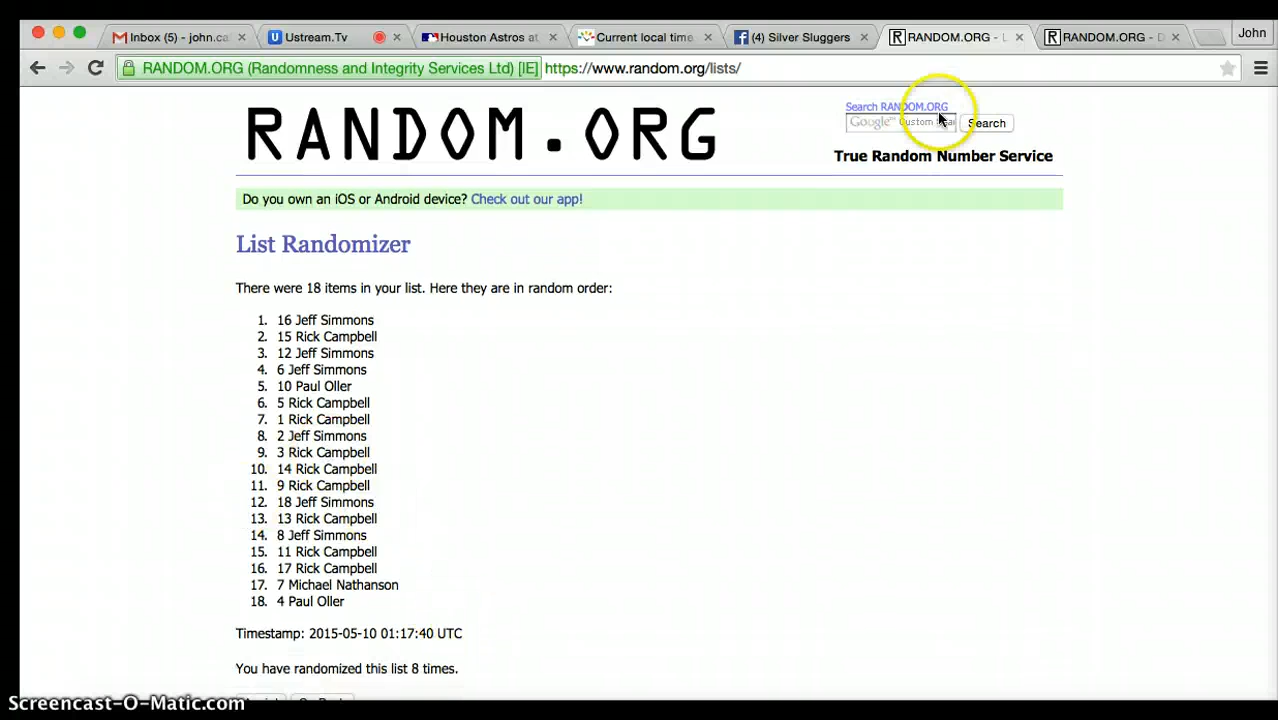 Inbox (5) - john.ca
Ustream.Tv
Houston Astros at
Current local time
(4) Silver Sluggers
RANDOM.ORG - L
RANDOM.ORG - D
John
RANDOM.ORG (Randomness and Integrity Services Ltd) [IE] https://www.random.org/lists/
RANDOM.ORG
Search RANDOM.ORG
Google™ Custom
Search
True Random Number Service
Do you own an iOS or Android device? Check out our app!
List Randomizer
There were 18 items in your list. Here they are in random order:
1. 16 Jeff Simmons
2. 15 Rick Campbell
3. 12 Jeff Simmons
4. 6 Jeff Simmons
5. 10 Paul Oller
6. 5 Rick Campbell
7. 1 Rick Campbell
8. 2 Jeff Simmons
9. 3 Rick Campbell
10. 14 Rick Campbell
11. 9 Rick Campbell
12. 18 Jeff Simmons
13. 13 Rick Campbell
14. 8 Jeff Simmons
15. 11 Rick Campbell
16. 17 Rick Campbell
17. 7 Michael Nathanson
18. 4 Paul Oller
Timestamp: 2015-05-10 01:17:40 UTC
You have randomized this list 8 times.
Screencast-O-Matic.com